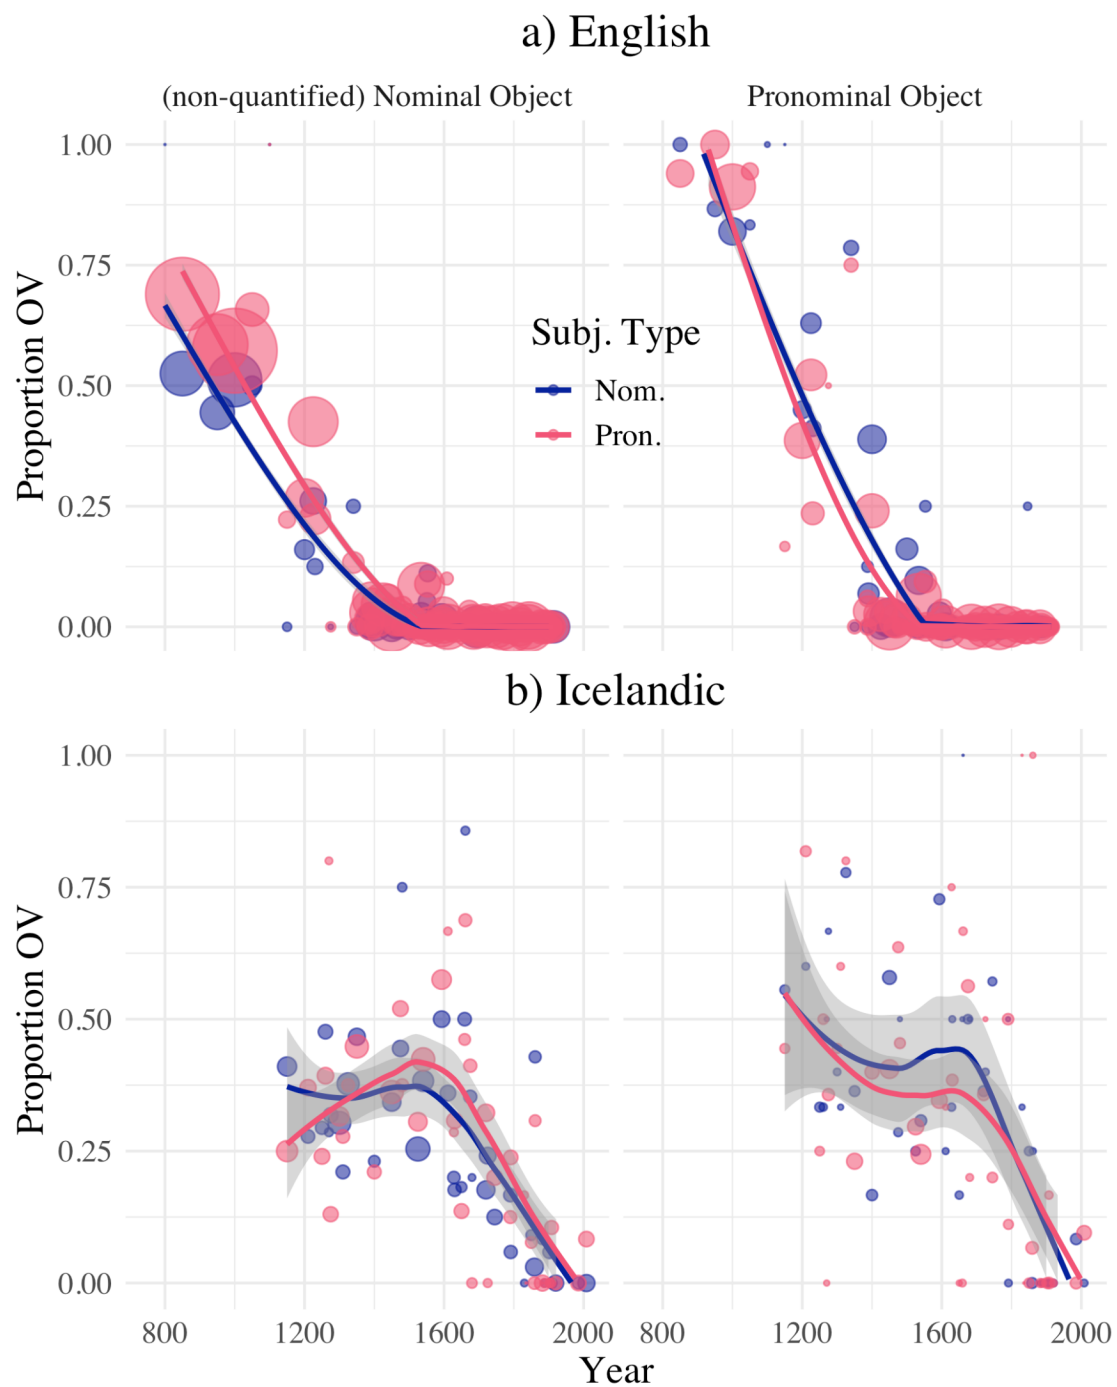 a) English
(non-quantified) Nominal Object
Pronominal Object
Proportion OV
1.00
0.75
0.50
0.25
0.00
Subj. Type
Nom.
Pron.
b) Icelandic
Proportion OV
1.00
0.75
0.50
0.25
0.00
800 1200 1600 2000 800 1200 1600 2000
Year